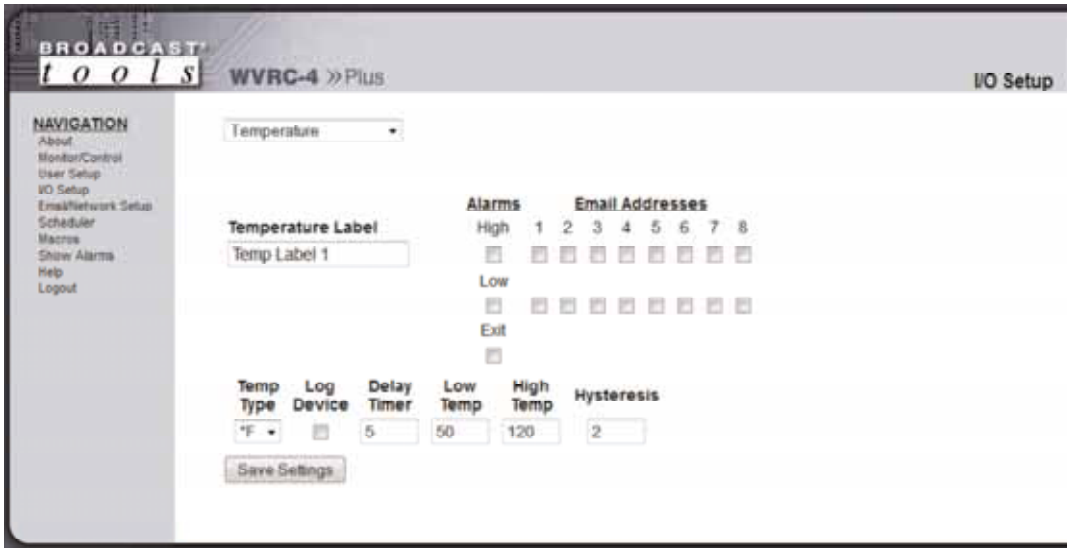 BROADCAST®
tools
WVRC-4 »Plus
I/O Setup
NAVIGATION
About
Monitor/Control
User Setup
I/O Setup
Email/Network Setup
Scheduler
Macros
Show Alarms
Help
Logout
Temperature
Alarms Email Addresses
Temperature Label High 1 2 3 4 5 6 7 8
Temp Label 1
Low
Exit
Temp Type Log Device Delay Timer Low Temp High Temp Hysteresis
°F 5 50 120 2
Save Settings